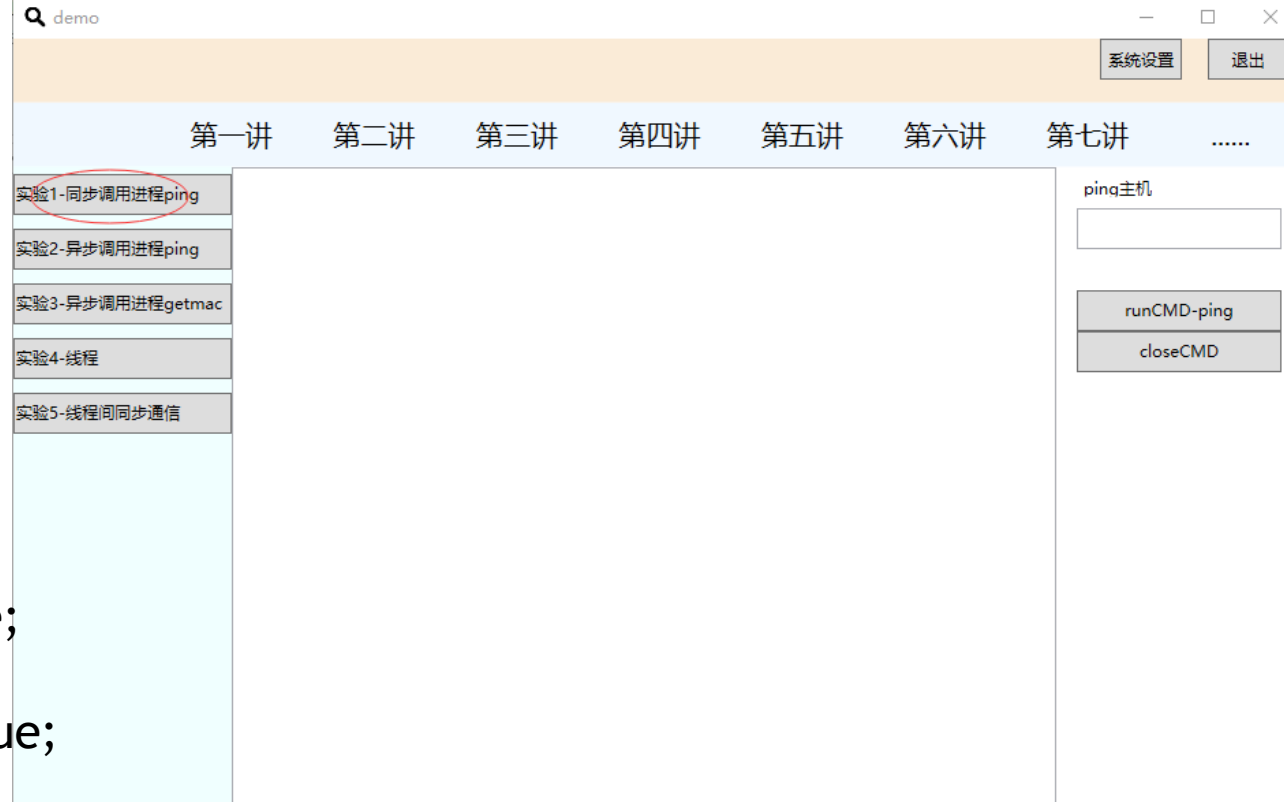 demo
系统设置 退出
第一讲 第二讲 第三讲 第四讲 第五讲 第六讲 第七讲 ......
实验1-同步调用进程ping
实验2-异步调用进程ping
实验3-异步调用进程getmac
实验4-线程
实验5-线程间同步通信
ping主机
runCMD-ping
closeCMD
e;
ue;